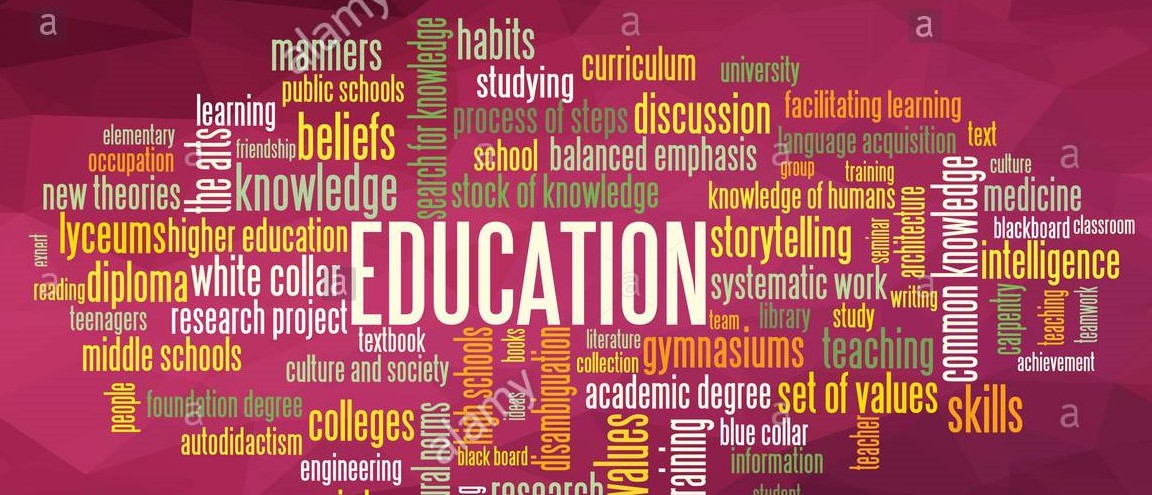 manners
habits
search for knowledge
studying
curriculum
university
public schools
learning
process of steps
discussion
facilitating learning
elementary
the arts
friendship
beliefs
school
balanced emphasis
language acquisition
text
occupation
group
training
culture
new theories
knowledge
stock of knowledge
knowledge of humans
common knowledge
medicine
lyceums
higher education
EDUCATION
storytelling
seminar
architecture
blackboard
classroom
expert
diploma
white collar
systematic work
intelligence
reading
writing
teenagers
research project
team
library
study
carpentry
teaching
teamwork
textbook
high schools
books
disambiguation
literature
gymnasiums
teaching
middle schools
culture and society
collection
achievement
people
foundation degree
ideas
academic degree
set of values
skills
colleges
values
blue collar
teacher
autodidactism
black board
information
engineering
research
student
alamy
alamy
a
a
a
a
a
a
a
a